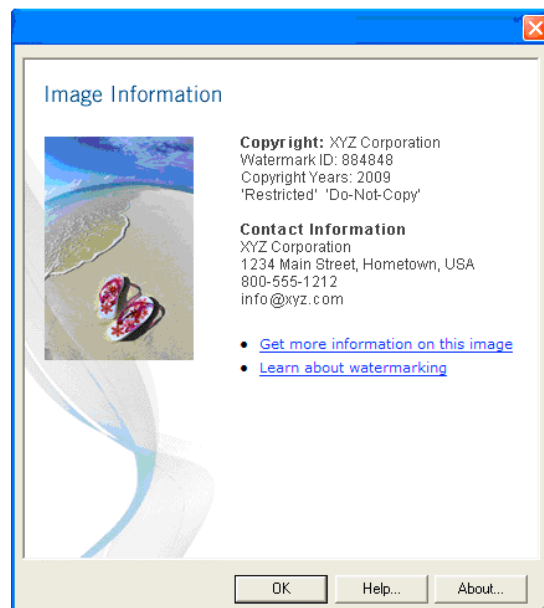 Image Information
Copyright: XYZ Corporation
Watermark ID: 884848
Copyright Years: 2009
'Restricted' 'Do-Not-Copy'
Contact Information
XYZ Corporation
1234 Main Street, Hometown, USA
800-555-1212
info@xyz.com
Get more information on this image
Learn about watermarking
OK Help... About...